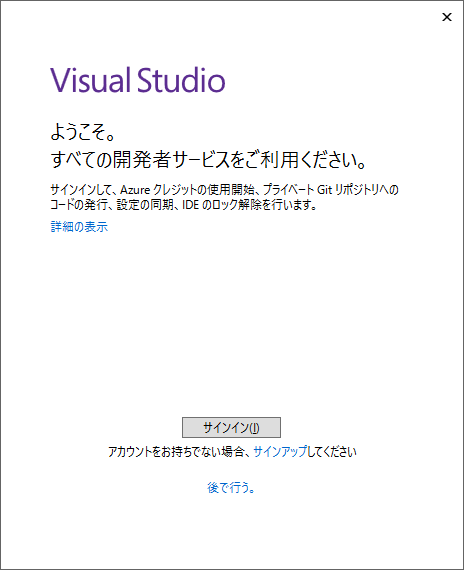 Visual Studio
ようこそ。
すべての開発者サービスをご利用ください。
サインインして、Azure クレジットの使用開始、プライベート Git リポジトリへの
コードの発行、設定の同期、IDE のロック解除を行います。
詳細の表示
サインイン(I)
アカウントをお持ちでない場合、サインアップしてください
後で行う。